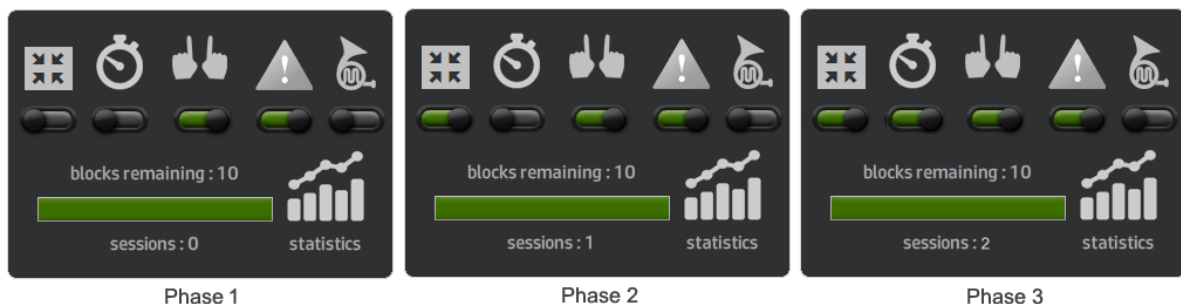 blocks remaining : 10
sessions : 0
statistics
Phase 1
blocks remaining : 10
sessions : 1
statistics
Phase 2
blocks remaining : 10
sessions : 2
statistics
Phase 3